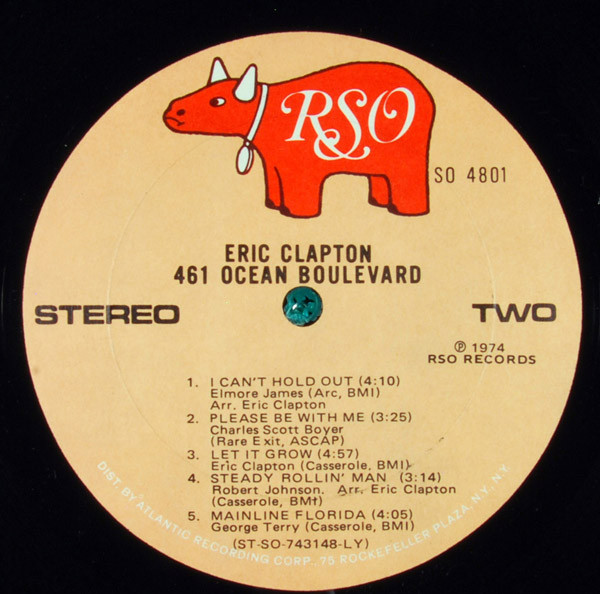 RSO
SO 4801
ERIC CLAPTON
461 OCEAN BOULEVARD
STEREO
TWO
℗ 1974
RSO RECORDS
1. I CAN'T HOLD OUT (4:10)
Elmore James (Arc, BMI)
Arr. Eric Clapton
2. PLEASE BE WITH ME (3:25)
Charles Scott Boyer
(Rare Exit, ASCAP)
3. LET IT GROW (4:57)
Eric Clapton (Casserole, BMI)
4. STEADY ROLLIN' MAN (3:14)
Robert Johnson. Arr. Eric Clapton
(Casserole, BMI)
5. MAINLINE FLORIDA (4:05)
George Terry (Casserole, BMI)
(ST-SO-743148-LY)
DIST. BY ATLANTIC RECORDING CORP. 75 ROCKEFELLER PLAZA, N.Y. N.Y.